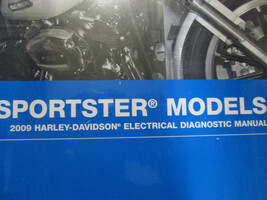 SPORTSTER® MODELS
2009 HARLEY-DAVIDSON® ELECTRICAL DIAGNOSTIC MANUAL